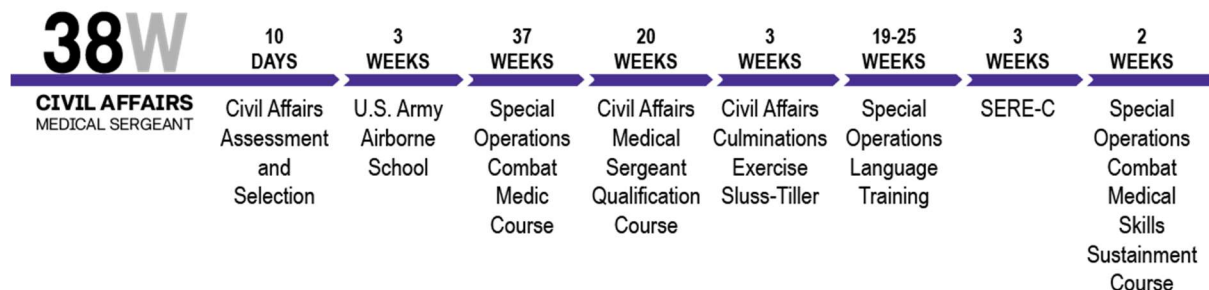 38W
CIVIL AFFAIRS
MEDICAL SERGEANT
10
DAYS
Civil Affairs
Assessment
and
Selection
3
WEEKS
U.S. Army
Airborne
School
37
WEEKS
Special
Operations
Combat
Medic
Course
20
WEEKS
Civil Affairs
Medical
Sergeant
Qualification
Course
3
WEEKS
Civil Affairs
Culminations
Exercise
Sluss-Tiller
19-25
WEEKS
Special
Operations
Language
Training
3
WEEKS
SERE-C
2
WEEKS
Special
Operations
Combat
Medical
Skills
Sustainment
Course